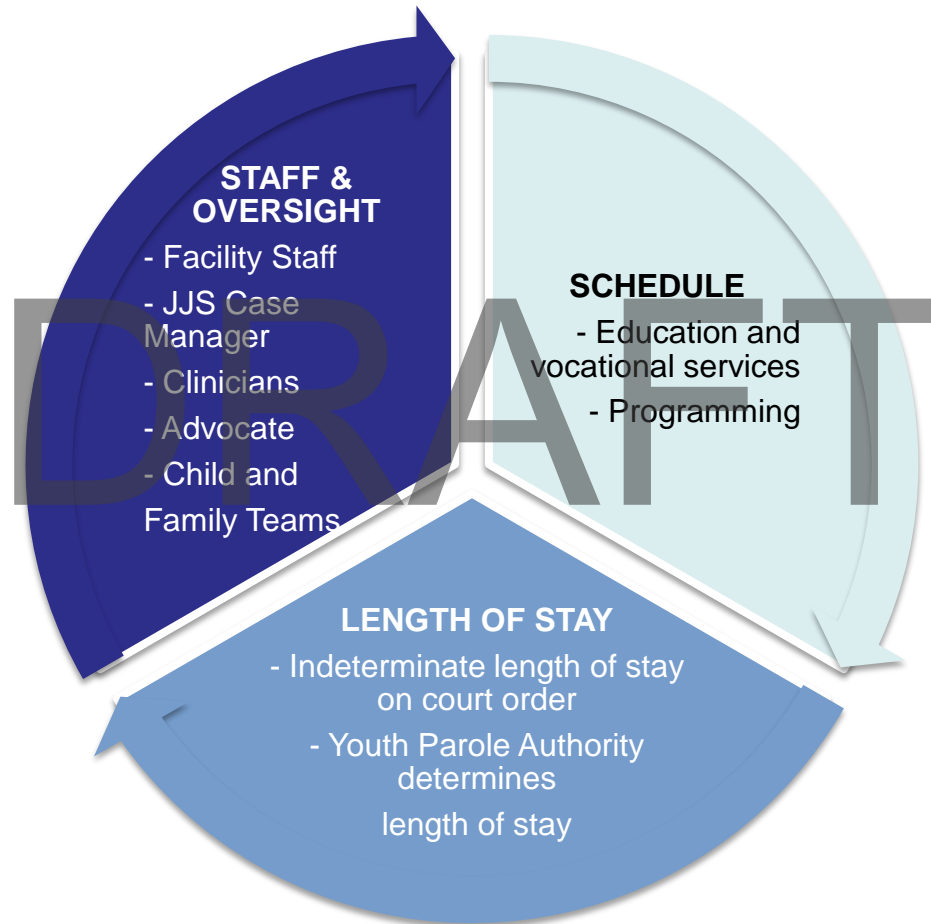 STAFF &
OVERSIGHT
- Facility Staff
- JJS Case
Manager
- Clinicians
- Advocate
- Child and
Family Teams
SCHEDULE
- Education and
vocational services
- Programming
LENGTH OF STAY
- Indeterminate length of stay
on court order
- Youth Parole Authority
determines
length of stay
DRAFT